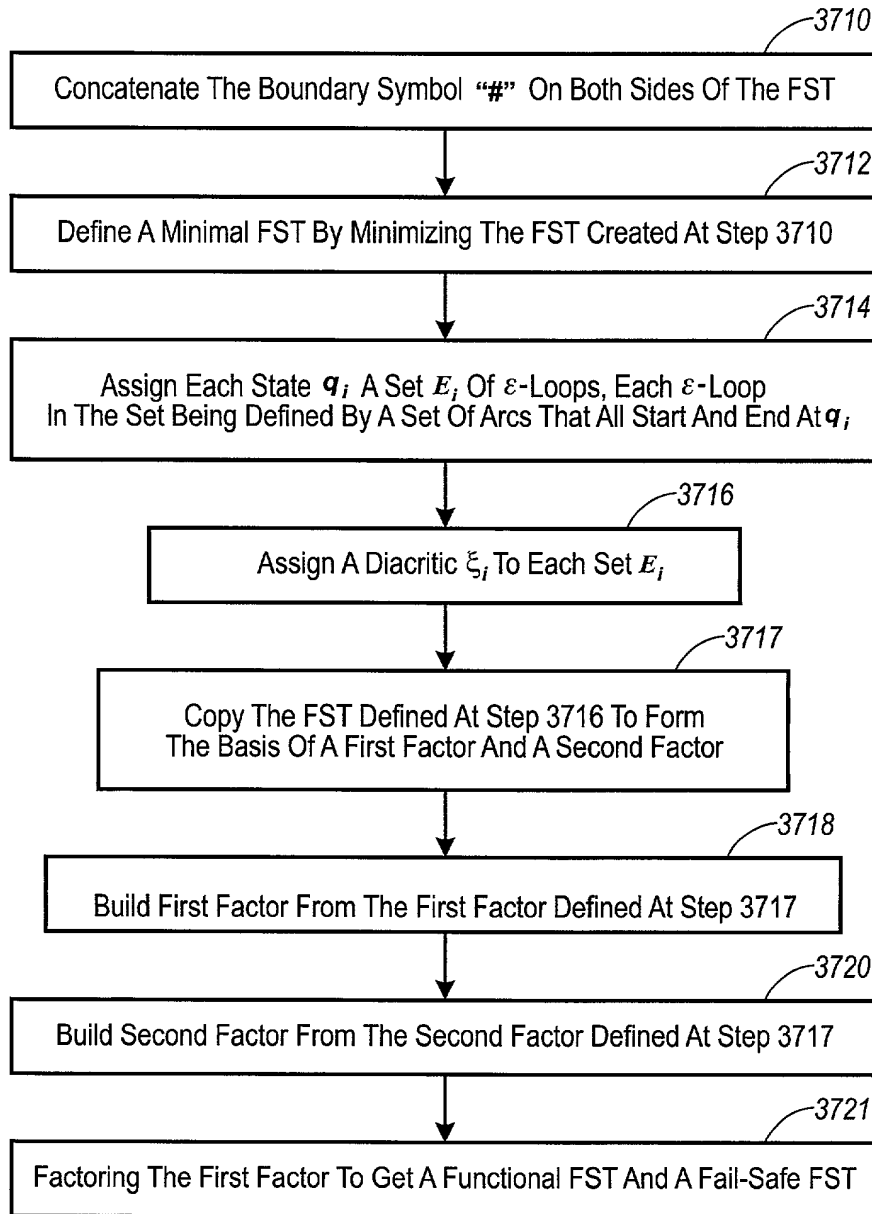 3710
Concatenate The Boundary Symbol “#” On Both Sides Of The FST
3712
Define A Minimal FST By Minimizing The FST Created At Step 3710
3714
Assign Each State qᵢ A Set Eᵢ Of ε-Loops, Each ε-Loop
In The Set Being Defined By A Set Of Arcs That All Start And End At qᵢ
3716
Assign A Diacritic ξᵢ To Each Set Eᵢ
3717
Copy The FST Defined At Step 3716 To Form
The Basis Of A First Factor And A Second Factor
3718
Build First Factor From The First Factor Defined At Step 3717
3720
Build Second Factor From The Second Factor Defined At Step 3717
3721
Factoring The First Factor To Get A Functional FST And A Fail-Safe FST